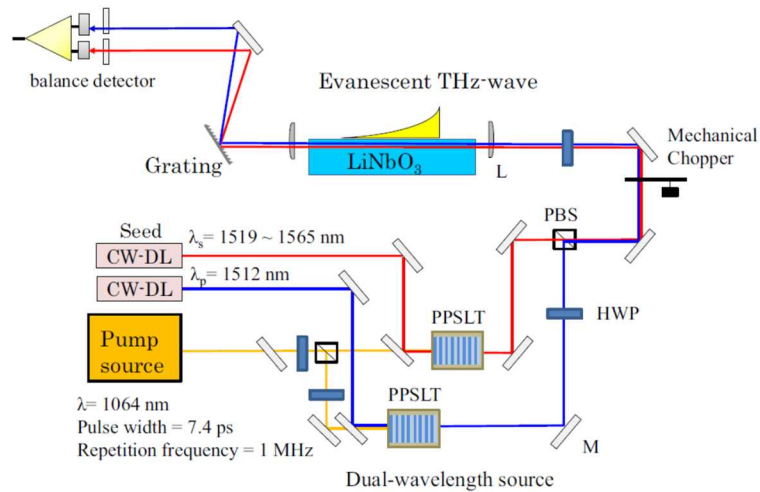 balance detector
Evanescent THz-wave
Grating
LiNbO₃
L
Mechanical
Chopper
PBS
Seed
CW-DL
λs= 1519 ~ 1565 nm
CW-DL
λp= 1512 nm
PPSLT
HWP
Pump
source
PPSLT
λ= 1064 nm
Pulse width = 7.4 ps
Repetition frequency = 1 MHz
M
Dual-wavelength source